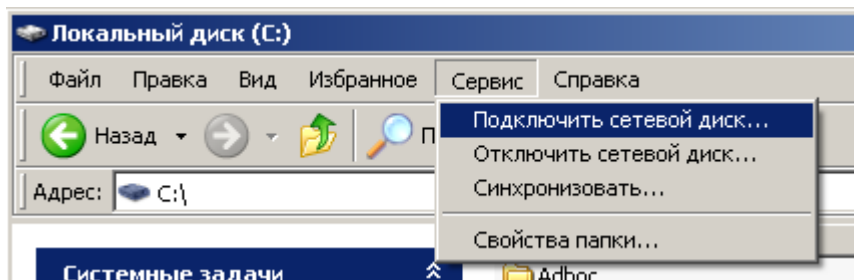 Локальный диск (C:)
Файл Правка Вид Избранное Сервис Справка
Назад
Подключить сетевой диск...
Отключить сетевой диск...
Синхронизовать...
Свойства папки...
Адрес: C:\
Системные задачи
Adhoc